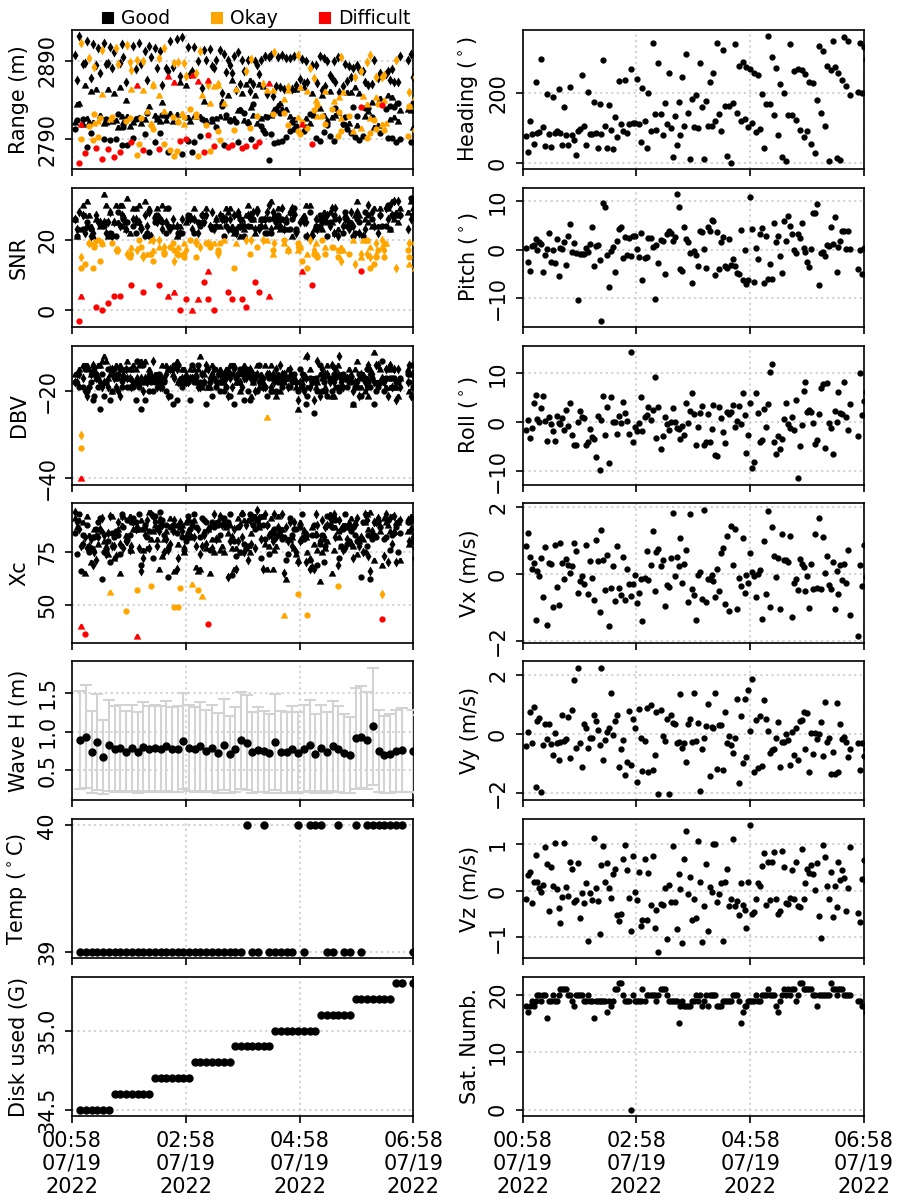 Good Okay Difficult
Range (m)
2890
2790
Heading (°)
200
0
SNR
20
0
Pitch (°)
10
0
−10
DBV
−20
−40
Roll (°)
10
0
−10
Xc
75
50
Vx (m/s)
2
0
−2
Wave H (m)
1.5
1.0
0.5
Vy (m/s)
2
0
−2
Temp (°C)
40
39
Vz (m/s)
1
0
−1
Disk used (G)
35.0
34.5
Sat. Numb.
20
10
0
00:58 02:58 04:58 06:58
07/19 07/19 07/19 07/19
2022 2022 2022 2022
00:58 02:58 04:58 06:58
07/19 07/19 07/19 07/19
2022 2022 2022 2022